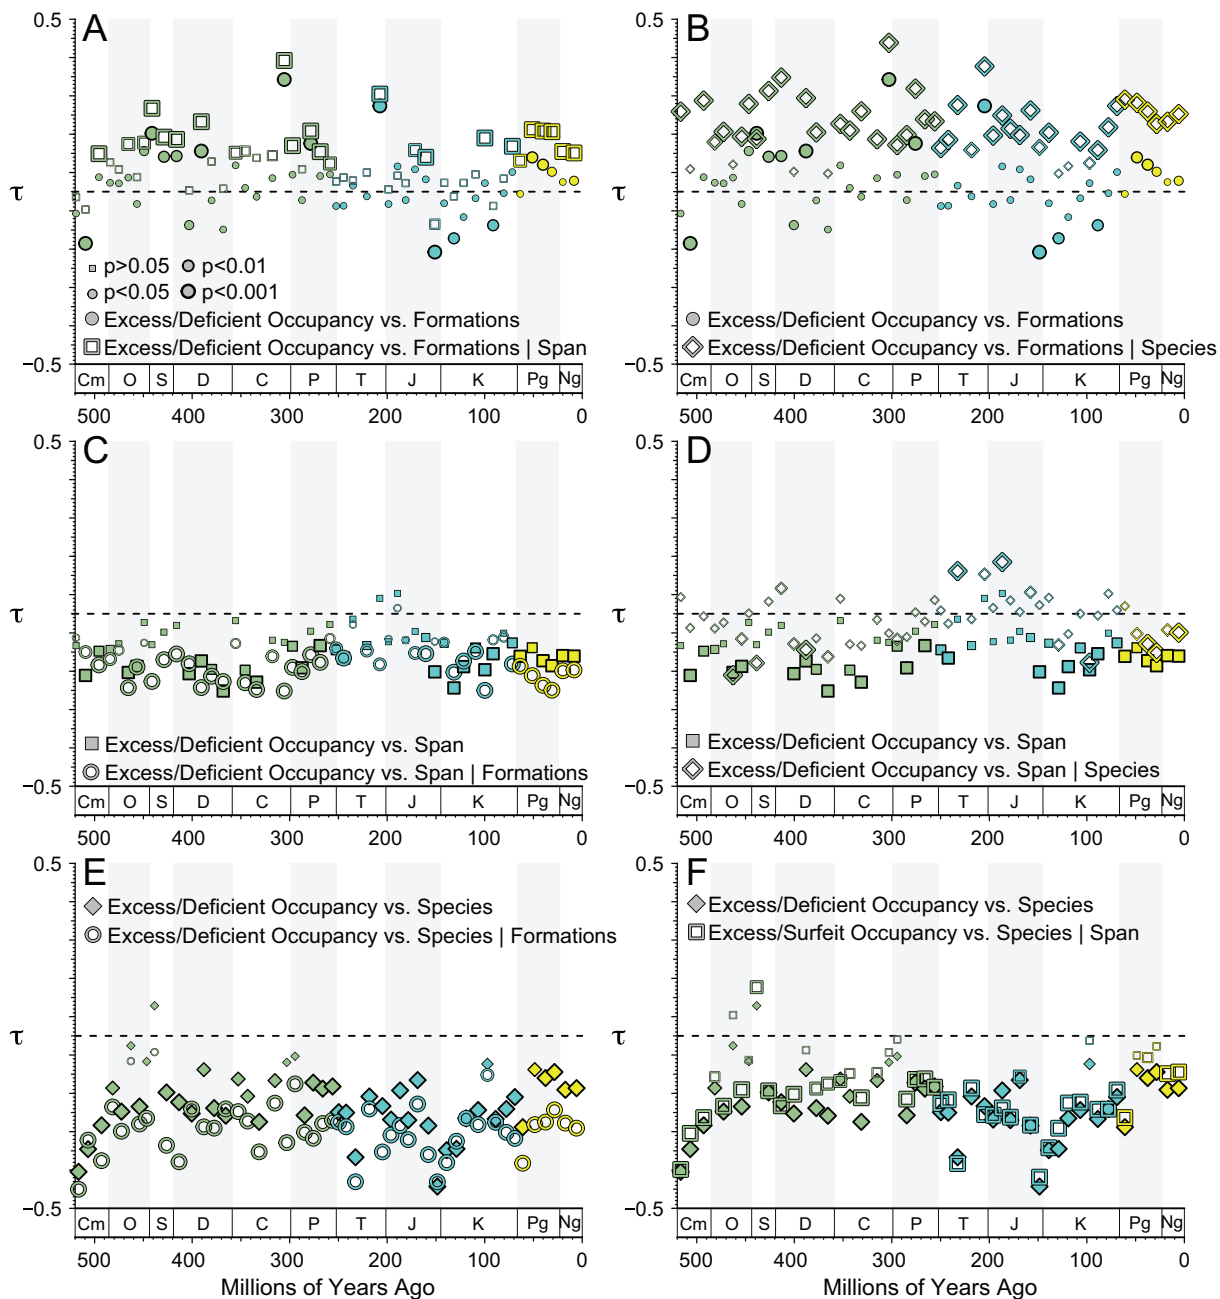 A
0.5
τ
−0.5
p>0.05
p<0.01
p<0.05
p<0.001
Excess/Deficient Occupancy vs. Formations
Excess/Deficient Occupancy vs. Formations | Span
Cm O S D C P T J K Pg Ng
500 400 300 200 100 0
B
0.5
τ
−0.5
Excess/Deficient Occupancy vs. Formations
Excess/Deficient Occupancy vs. Formations | Species
Cm O S D C P T J K Pg Ng
500 400 300 200 100 0
C
0.5
τ
−0.5
Excess/Deficient Occupancy vs. Span
Excess/Deficient Occupancy vs. Span | Formations
Cm O S D C P T J K Pg Ng
500 400 300 200 100 0
D
0.5
τ
−0.5
Excess/Deficient Occupancy vs. Span
Excess/Deficient Occupancy vs. Span | Species
Cm O S D C P T J K Pg Ng
500 400 300 200 100 0
E
0.5
τ
−0.5
Excess/Deficient Occupancy vs. Species
Excess/Deficient Occupancy vs. Species | Formations
Cm O S D C P T J K Pg Ng
500 400 300 200 100 0
Millions of Years Ago
F
0.5
τ
−0.5
Excess/Deficient Occupancy vs. Species
Excess/Surfeit Occupancy vs. Species | Span
Cm O S D C P T J K Pg Ng
500 400 300 200 100 0
Millions of Years Ago